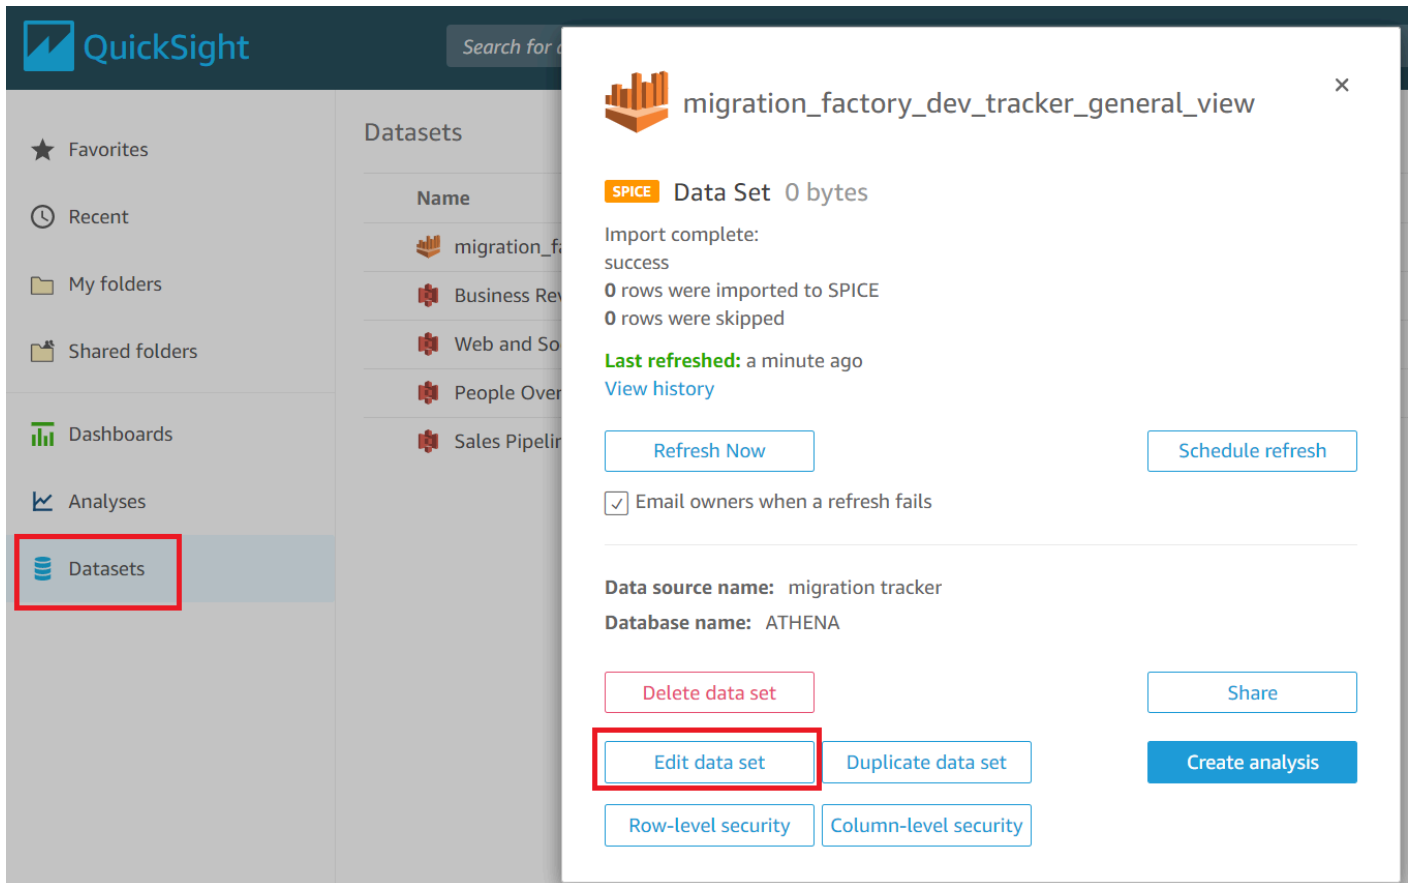 QuickSight
Search for
Favorites
Recent
My folders
Shared folders
Dashboards
Analyses
Datasets
Datasets
Name
migration_fa
Business Rev
Web and So
People Over
Sales Pipelin
migration_factory_dev_tracker_general_view
×
SPICE Data Set 0 bytes
Import complete:
success
0 rows were imported to SPICE
0 rows were skipped
Last refreshed: a minute ago
View history
Refresh Now Schedule refresh
Email owners when a refresh fails
Data source name: migration tracker
Database name: ATHENA
Delete data set Share
Edit data set Duplicate data set Create analysis
Row-level security Column-level security